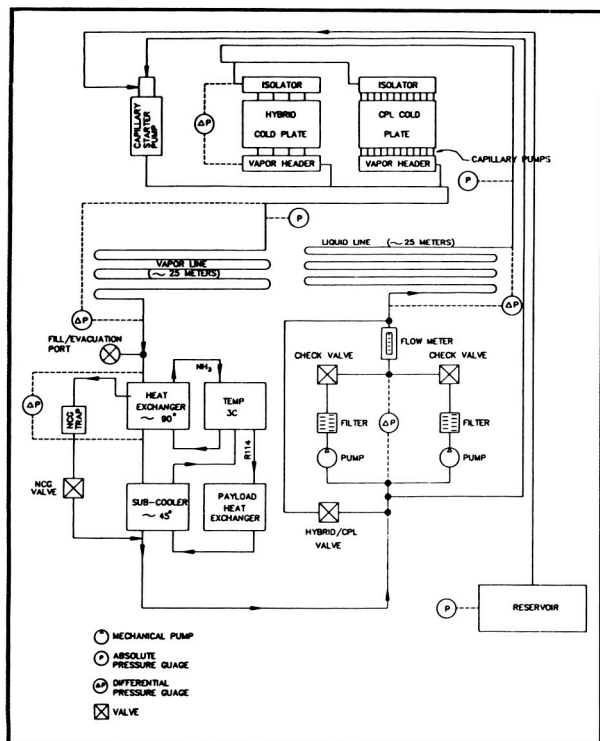 ISOLATOR
ISOLATOR
CAPILLARY
STARTER
PUMP
ΔP
HYBRID
COLD PLATE
CPL COLD
PLATE
VAPOR HEADER
VAPOR HEADER
CAPILLARY PUMPS
P
P
VAPOR LINE
(~ 25 METERS)
LIQUID LINE (~ 25 METERS)
ΔP
ΔP
FILL/EVACUATION
PORT
FLOW METER
CHECK VALVE
CHECK VALVE
NH3
ΔP
NCG
TRAP
HEAT
EXCHANGER
~ 90°
TEMP
3C
FILTER
ΔP
FILTER
R114
PUMP
PUMP
NCG
VALVE
SUB-COOLER
~ 45°
PAYLOAD
HEAT
EXCHANGER
HYBRID/CPL
VALVE
P
RESERVOIR
MECHANICAL PUMP
P ABSOLUTE
PRESSURE GUAGE
ΔP DIFFERENTIAL
PRESSURE GUAGE
VALVE